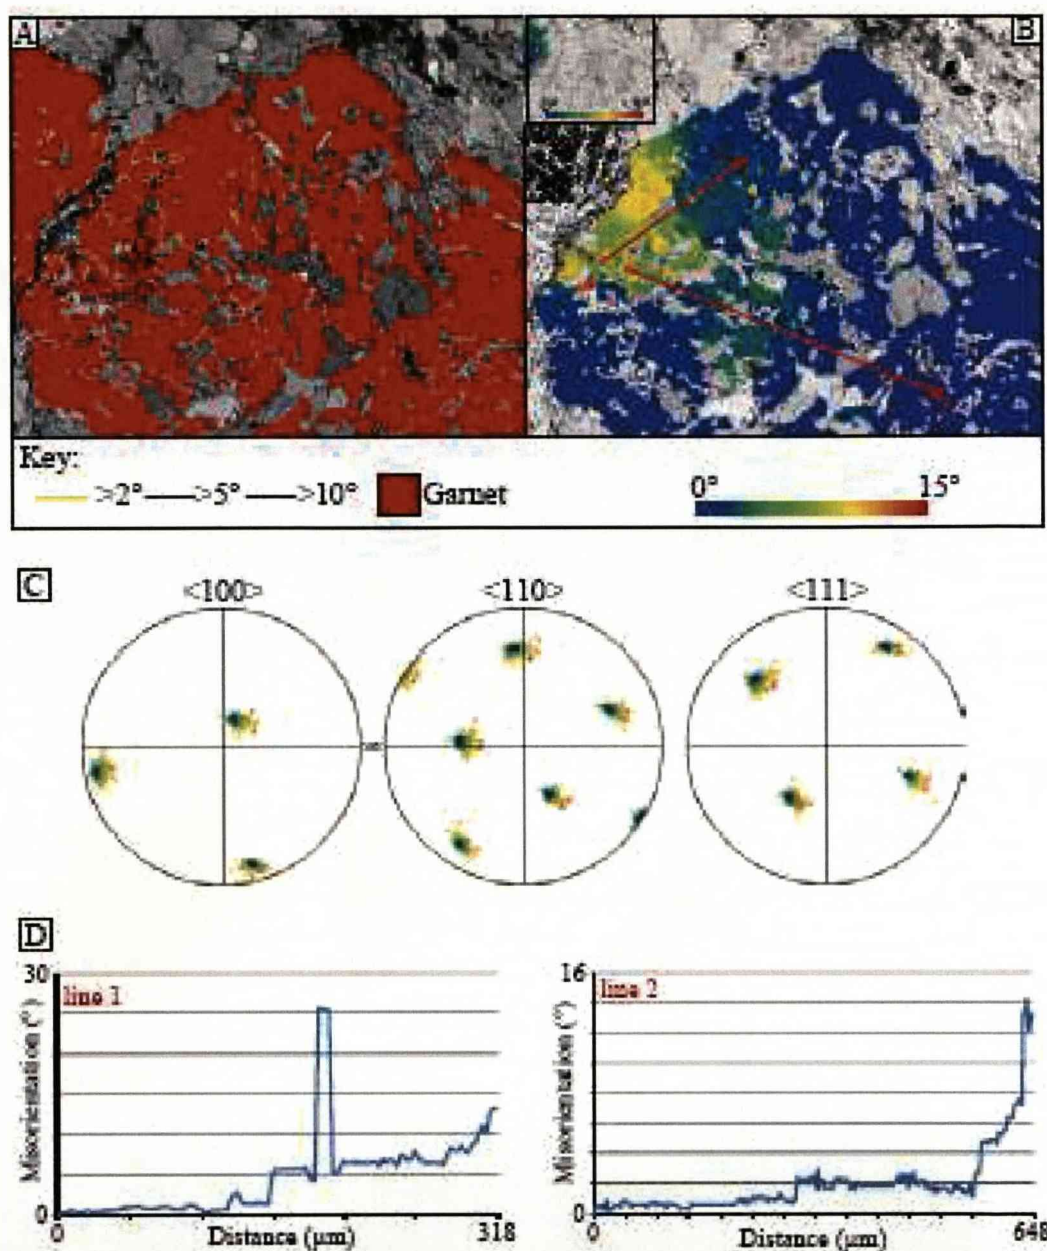 A
B
Key:
>2° >5° >10° Garnet
0° 15°
C
<100> <110> <111>
D
30
line 1
Misorientation (°)
0
0 Distance (µm) 318
16
line 2
Misorientation (°)
0
0 Distance (µm) 648